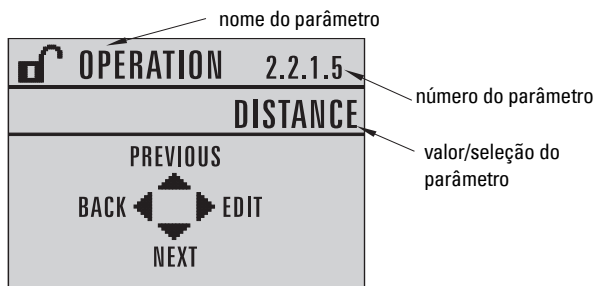 nome do parâmetro
OPERATION 2.2.1.5
número do parâmetro
DISTANCE
valor/seleção do
parâmetro
PREVIOUS
BACK EDIT
NEXT